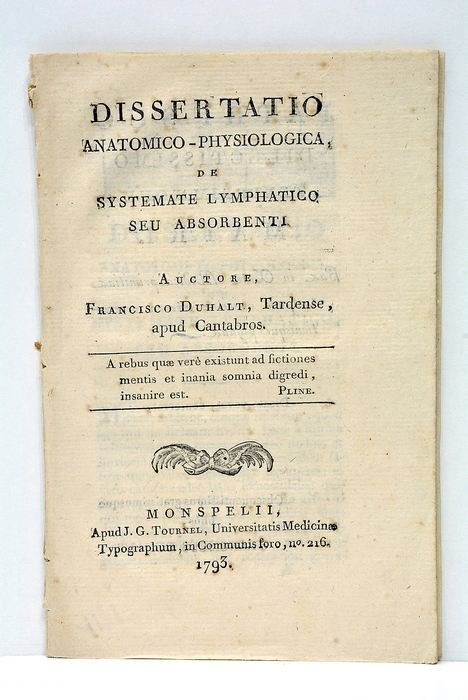 DISSERTATIO
ANATOMICO-PHYSIOLOGICA,
DE
SYSTEMATE LYMPHATICO
SEU ABSORBENTI
AUCTORE,
FRANCISCO DUHALT, Tardense,
apud Cantabros.
A rebus quæ verè existunt ad fictiones
mentis et inania somnia digredi,
insanire est. PLINE.
MONSPELII,
Apud J. G. TOURNEL, Universitatis Medicinæ
Typographum, in Communis foro, no. 216.
1793.